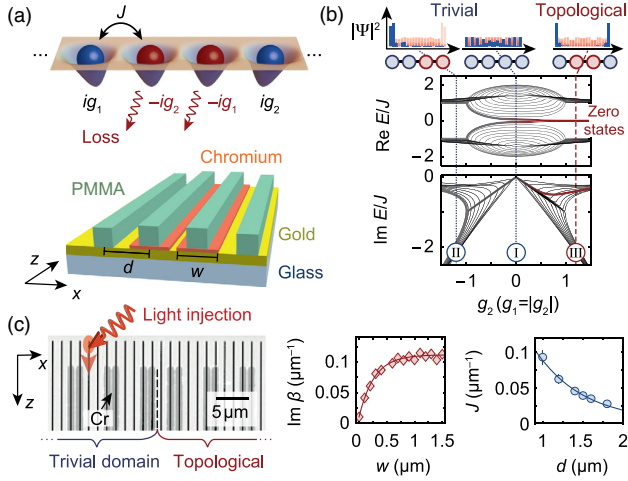 (a)
J
...
...
ig1
−ig2
−ig1
ig2
Loss
Chromium
PMMA
Gold
Glass
z
x
d
w
(b)
|Ψ|²
Trivial
Topological
Re E/J
2
0
−2
Zero
states
Im E/J
0
−2
II
I
III
−1
0
1
g2 (g1=|g2|)
(c)
Light injection
x
z
Cr
5 μm
Trivial domain
Topological
Im β (μm⁻¹)
0.1
0.05
0
0
0.5
1.0
1.5
w (μm)
J (μm⁻¹)
0.1
0.05
0
1
1.5
2
d (μm)